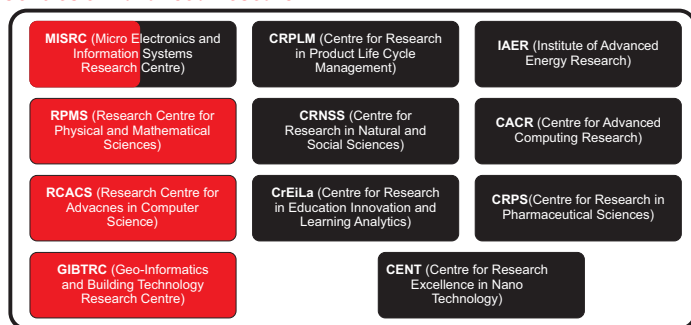 MISRC (Micro Electronics and
Information Systems
Research Centre)
CRPLM (Centre for Research
in Product Life Cycle
Management)
IAER (Institute of Advanced
Energy Research)
RPMS (Research Centre for
Physical and Mathematical
Sciences)
CRNSS (Centre for
Research in Natural and
Social Sciences)
CACR (Centre for Advanced
Computing Research)
RCACS (Research Centre for
Advacnes in Computer
Science)
CrEiLa (Centre for Research
in Education Innovation and
Learning Analytics)
CRPS(Centre for Research in
Pharmaceutical Sciences)
GIBTRC (Geo-Informatics
and Building Technology
Research Centre)
CENT (Centre for Research
Excellence in Nano
Technology)